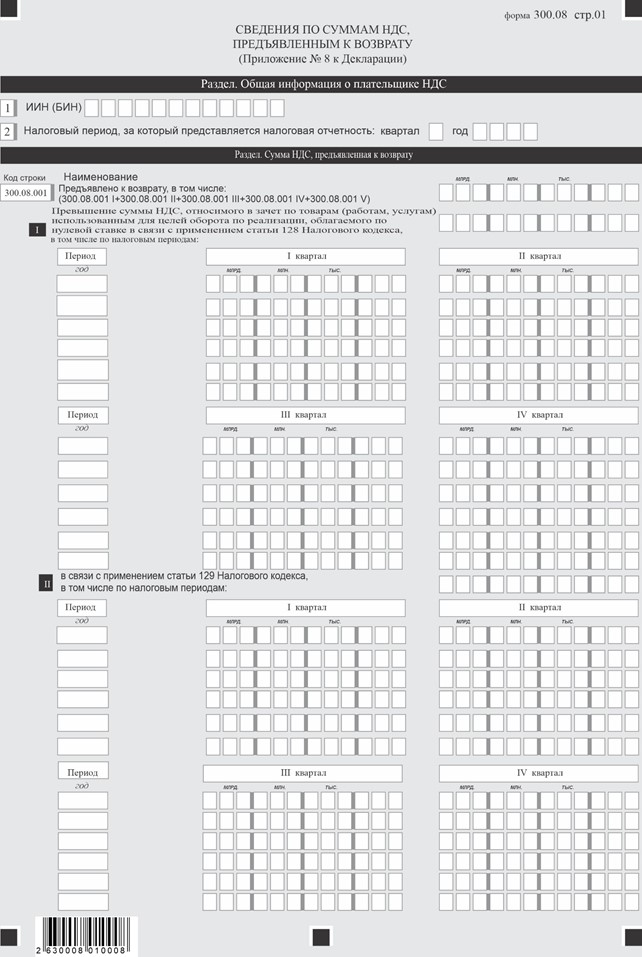 форма 300.08 стр.01
СВЕДЕНИЯ ПО СУММАМ НДС,
ПРЕДЪЯВЛЕННЫМ К ВОЗВРАТУ
(Приложение № 8 к Декларации)
Раздел. Общая информация о плательщике НДС
1 ИИН (БИН)
2 Налоговый период, за который представляется налоговая отчетность: квартал год
Раздел. Сумма НДС, предъявленная к возврату
Код строки Наименование
МЛРД. МЛН. ТЫС.
300.08.001 Предъявлено к возврату, в том числе:
(300.08.001 I+300.08.001 II+300.08.001 III+300.08.001 IV+300.08.001 V)
Превышение суммы НДС, относимого в зачет по товарам (работам, услугам)
использованным для целей оборота по реализации, облагаемого по
I нулевой ставке в связи с применением статьи 128 Налогового кодекса,
в том числе по налоговым периодам:
Период I квартал II квартал
год МЛРД. МЛН. ТЫС. МЛРД. МЛН. ТЫС.
Период III квартал IV квартал
год МЛРД. МЛН. ТЫС. МЛРД. МЛН. ТЫС.
II в связи с применением статьи 129 Налогового кодекса,
в том числе по налоговым периодам:
Период I квартал II квартал
год МЛРД. МЛН. ТЫС. МЛРД. МЛН. ТЫС.
Период III квартал IV квартал
год МЛРД. МЛН. ТЫС. МЛРД. МЛН. ТЫС.
2 630008 010008